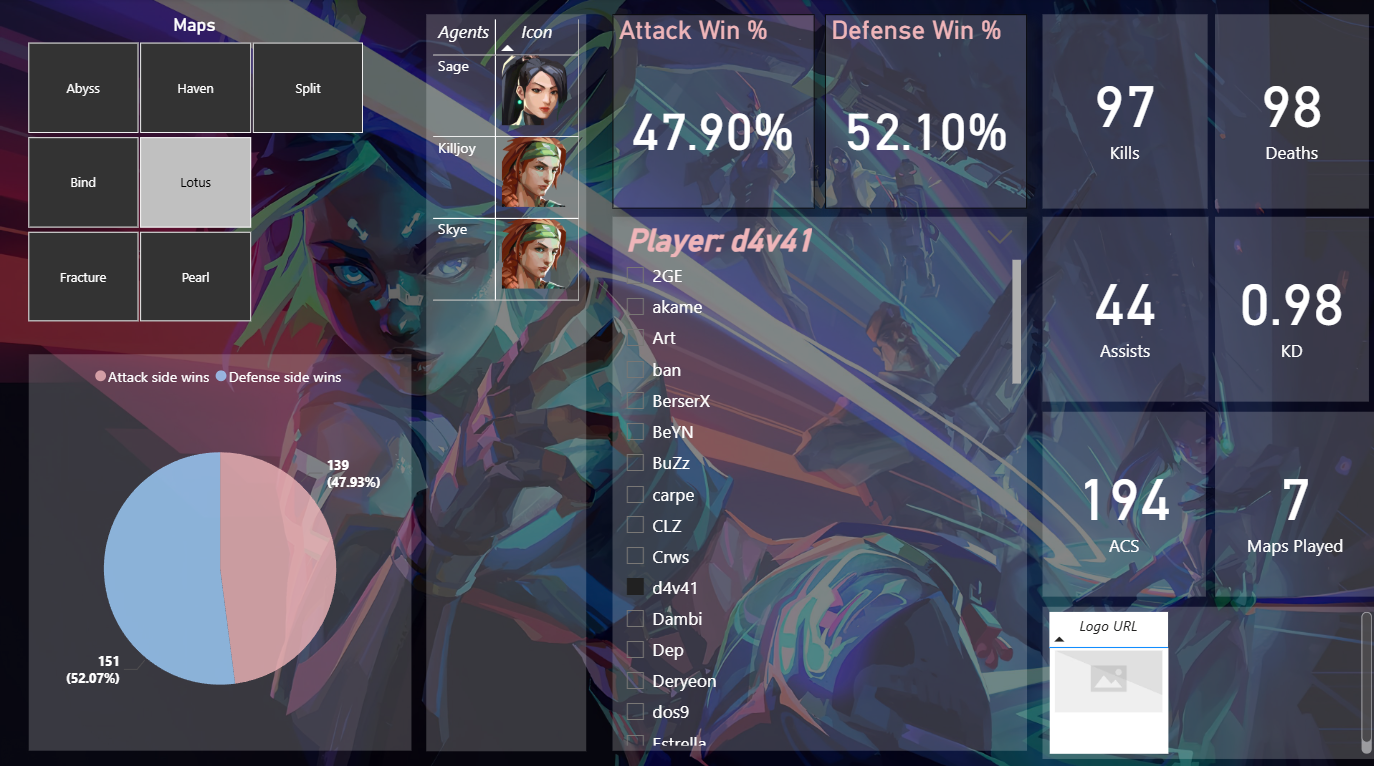 Maps
Abyss
Haven
Split
Bind
Lotus
Fracture
Pearl
Attack side wins
Defense side wins
139
(47.93%)
151
(52.07%)
Agents
Icon
Sage
Killjoy
Skye
Attack Win %
47.90%
Defense Win %
52.10%
Player: d4v41
2GE
akame
Art
ban
BerserX
BeYN
BuZz
carpe
CLZ
Crws
d4v41
Dambi
Dep
Deryeon
dos9
Estrella
97
Kills
98
Deaths
44
Assists
0.98
KD
194
ACS
7
Maps Played
Logo URL